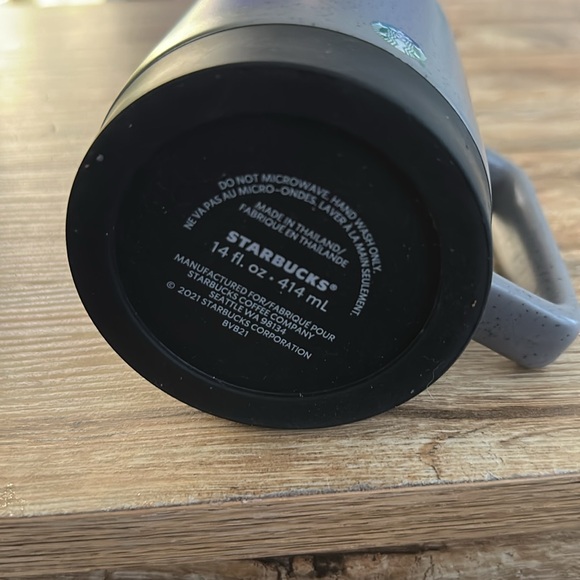 DO NOT MICROWAVE. HAND WASH ONLY.
NE VA PAS AU MICRO-ONDES, LAVER À LA MAIN SEULEMENT.
MADE IN THAILAND/
FABRIQUÉ EN THAÏLANDE
STARBUCKS®
14 fl. oz • 414 mL
MANUFACTURED FOR/FABRIQUÉ POUR
STARBUCKS COFFEE COMPANY
SEATTLE WA 98134
© 2021 STARBUCKS CORPORATION
BVB21